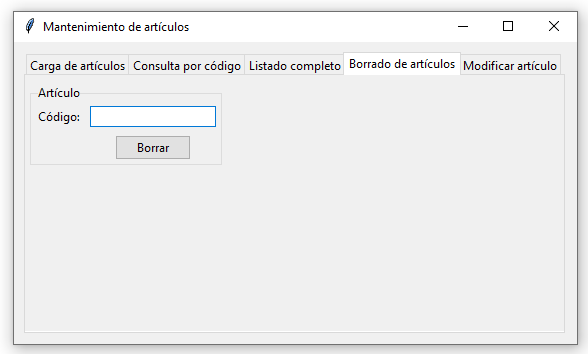 Mantenimiento de artículos
Carga de artículos Consulta por código Listado completo Borrado de artículos Modificar artículo
Artículo
Código:
Borrar